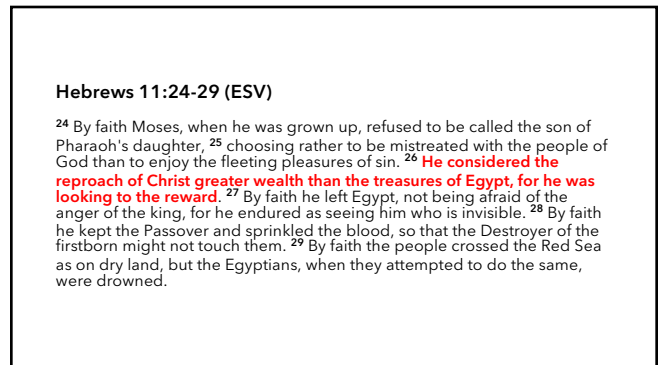 Hebrews 11:24-29 (ESV)
24 By faith Moses, when he was grown up, refused to be called the son of
Pharaoh's daughter, 25 choosing rather to be mistreated with the people of
God than to enjoy the fleeting pleasures of sin. 26 He considered the
reproach of Christ greater wealth than the treasures of Egypt, for he was
looking to the reward. 27 By faith he left Egypt, not being afraid of the
anger of the king, for he endured as seeing him who is invisible. 28 By faith
he kept the Passover and sprinkled the blood, so that the Destroyer of the
firstborn might not touch them. 29 By faith the people crossed the Red Sea
as on dry land, but the Egyptians, when they attempted to do the same,
were drowned.